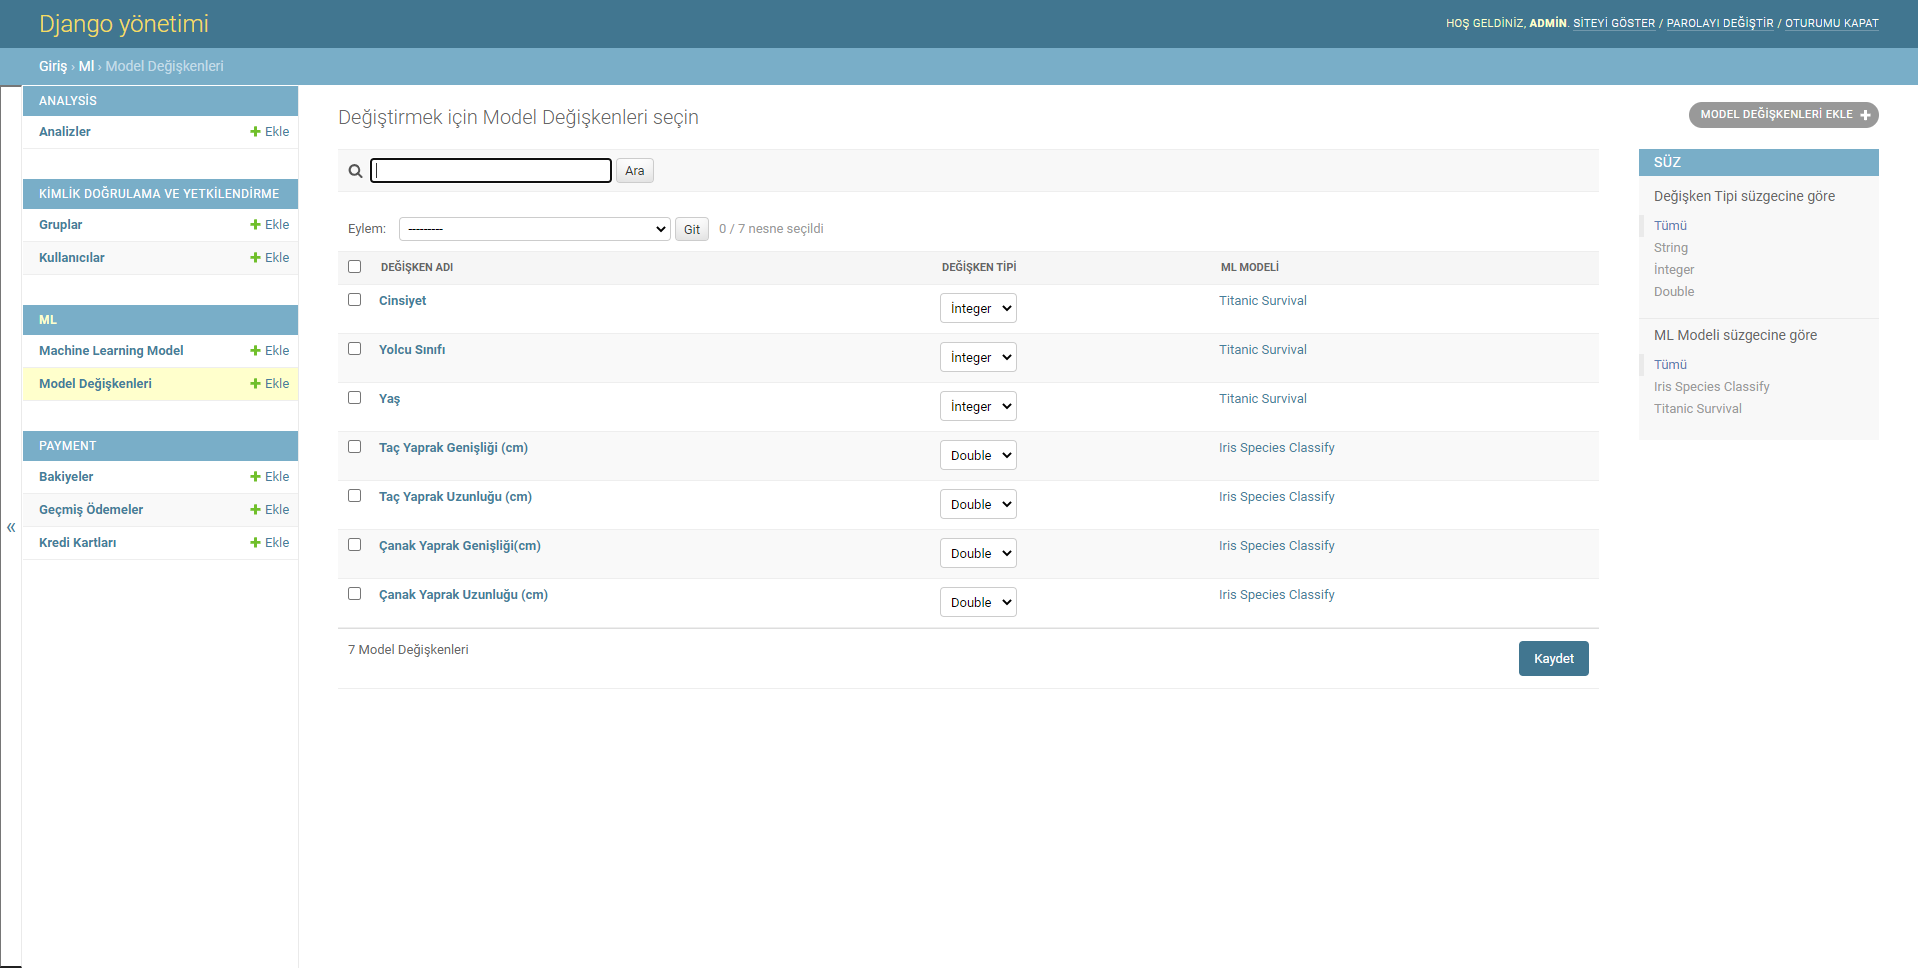 Django yönetimi
HOŞ GELDİNİZ, ADMIN. SİTEYİ GÖSTER / PAROLAYI DEĞİŞTİR / OTURUMU KAPAT
Giriş › Ml › Model Değişkenleri
ANALYSIS
Analizler Ekle
KİMLİK DOĞRULAMA VE YETKİLENDİRME
Gruplar Ekle
Kullanıcılar Ekle
ML
Machine Learning Model Ekle
Model Değişkenleri Ekle
PAYMENT
Bakiyeler Ekle
Geçmiş Ödemeler Ekle
Kredi Kartları Ekle
«
Değiştirmek için Model Değişkenleri seçin
MODEL DEĞİŞKENLERİ EKLE
Ara
Eylem: --------- Git 0 / 7 nesne seçildi
DEĞİŞKEN ADI DEĞİŞKEN TİPİ ML MODELİ
Cinsiyet İnteger Titanic Survival
Yolcu Sınıfı İnteger Titanic Survival
Yaş İnteger Titanic Survival
Taç Yaprak Genişliği (cm) Double Iris Species Classify
Taç Yaprak Uzunluğu (cm) Double Iris Species Classify
Çanak Yaprak Genişliği(cm) Double Iris Species Classify
Çanak Yaprak Uzunluğu (cm) Double Iris Species Classify
7 Model Değişkenleri
Kaydet
SÜZ
Değişken Tipi süzgecine göre
Tümü
String
İnteger
Double
ML Modeli süzgecine göre
Tümü
Iris Species Classify
Titanic Survival